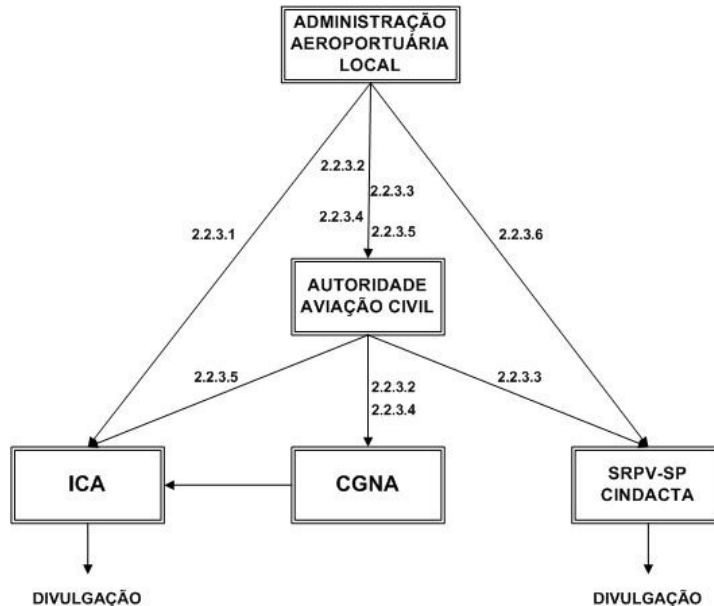 ADMINISTRAÇÃO
AEROPORTUÁRIA
LOCAL
2.2.3.2
2.2.3.3
2.2.3.4
2.2.3.5
2.2.3.1
2.2.3.6
AUTORIDADE
AVIAÇÃO CIVIL
2.2.3.5
2.2.3.2
2.2.3.4
2.2.3.3
ICA
CGNA
SRPV-SP
CINDACTA
DIVULGAÇÃO
DIVULGAÇÃO